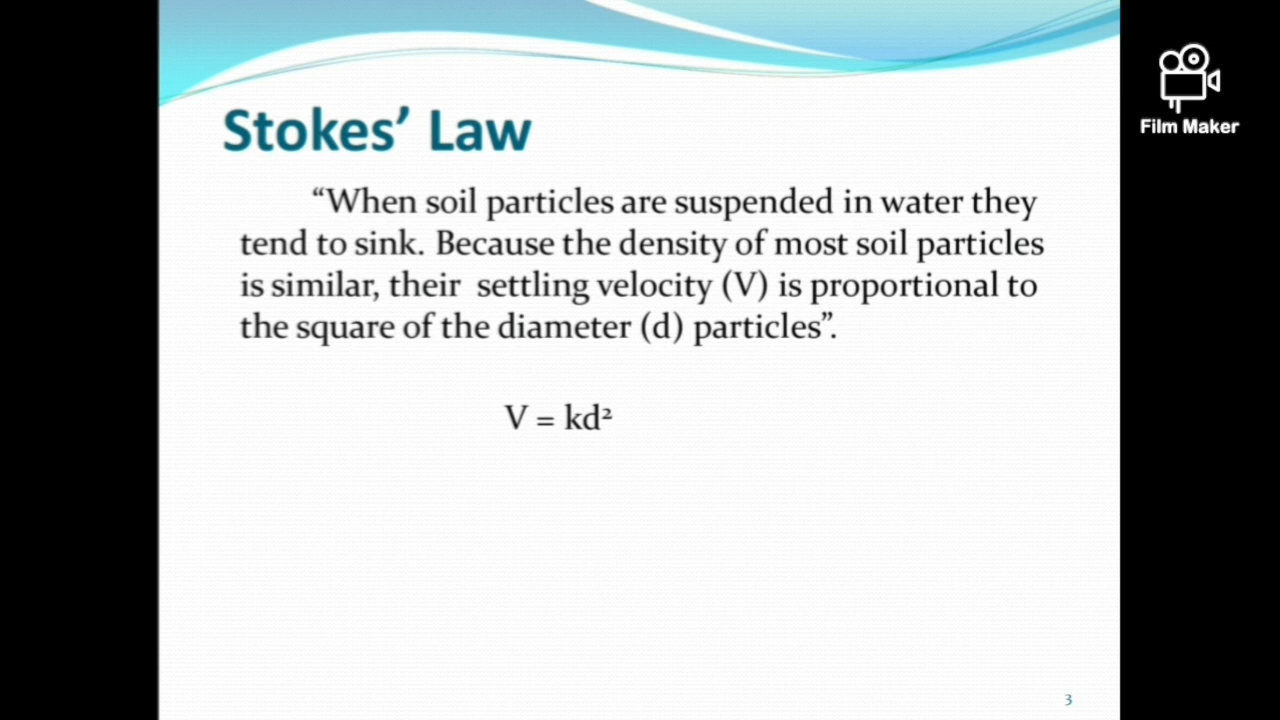 Film Maker
Stokes’ Law
“When soil particles are suspended in water they
tend to sink. Because the density of most soil particles
is similar, their settling velocity (V) is proportional to
the square of the diameter (d) particles”.
V = kd²
3